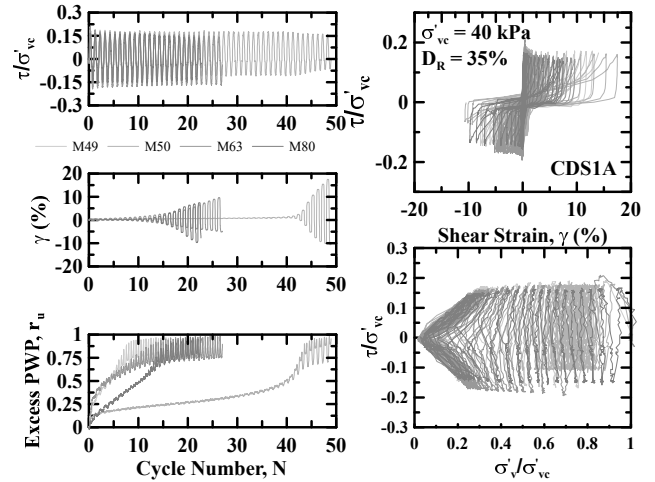 τ/σ'vc
0.3
0.15
0
-0.15
-0.3
0 10 20 30 40 50
M49 M50 M63 M80
γ (%)
20
10
0
10
20
0 10 20 30 40 50
Excess PWP, ru
1
0.75
0.5
0.25
0
0 10 20 30 40 50
Cycle Number, N
τ/σ'vc
0.2
0
-0.2
σ'vc = 40 kPa
DR = 35%
CDS1A
-20 -10 0 10 20
Shear Strain, γ (%)
τ/σ'vc
0.3
0.2
0.1
0
-0.1
-0.2
-0.3
0 0.2 0.4 0.6 0.8 1
σ'v/σ'vc